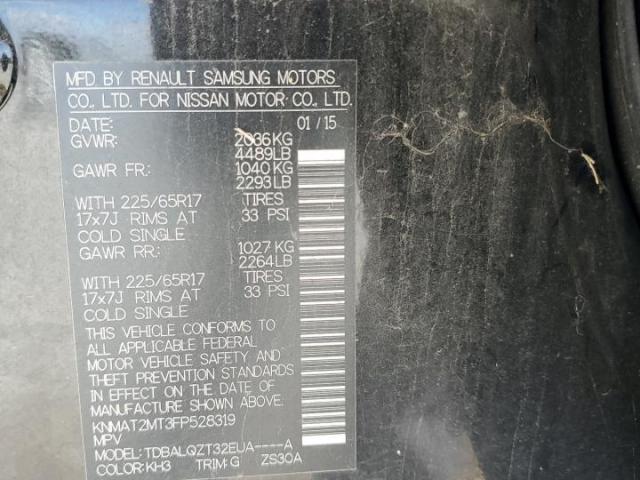 MFD. BY RENAULT SAMSUNG MOTORS
CO., LTD. FOR NISSAN MOTOR CO., LTD.
DATE: 01/15
GVWR: 2036KG
4489LB
GAWR FR.: 1040KG
2293LB
WITH 225/65R17 TIRES
17x7J RIMS AT 33 PSI
COLD SINGLE
GAWR RR.: 1027KG
2264LB
WITH 225/65R17 TIRES
17x7J RIMS AT 33 PSI
COLD SINGLE
THIS VEHICLE CONFORMS TO
ALL APPLICABLE FEDERAL
MOTOR VEHICLE SAFETY AND
THEFT PREVENTION STANDARDS
IN EFFECT ON THE DATE OF
MANUFACTURE SHOWN ABOVE.
KNMAT2MT3FP528319
MPV
MODEL: TDBALQZT32EUA----A
COLOR: KH3 TRIM: G ZS30A